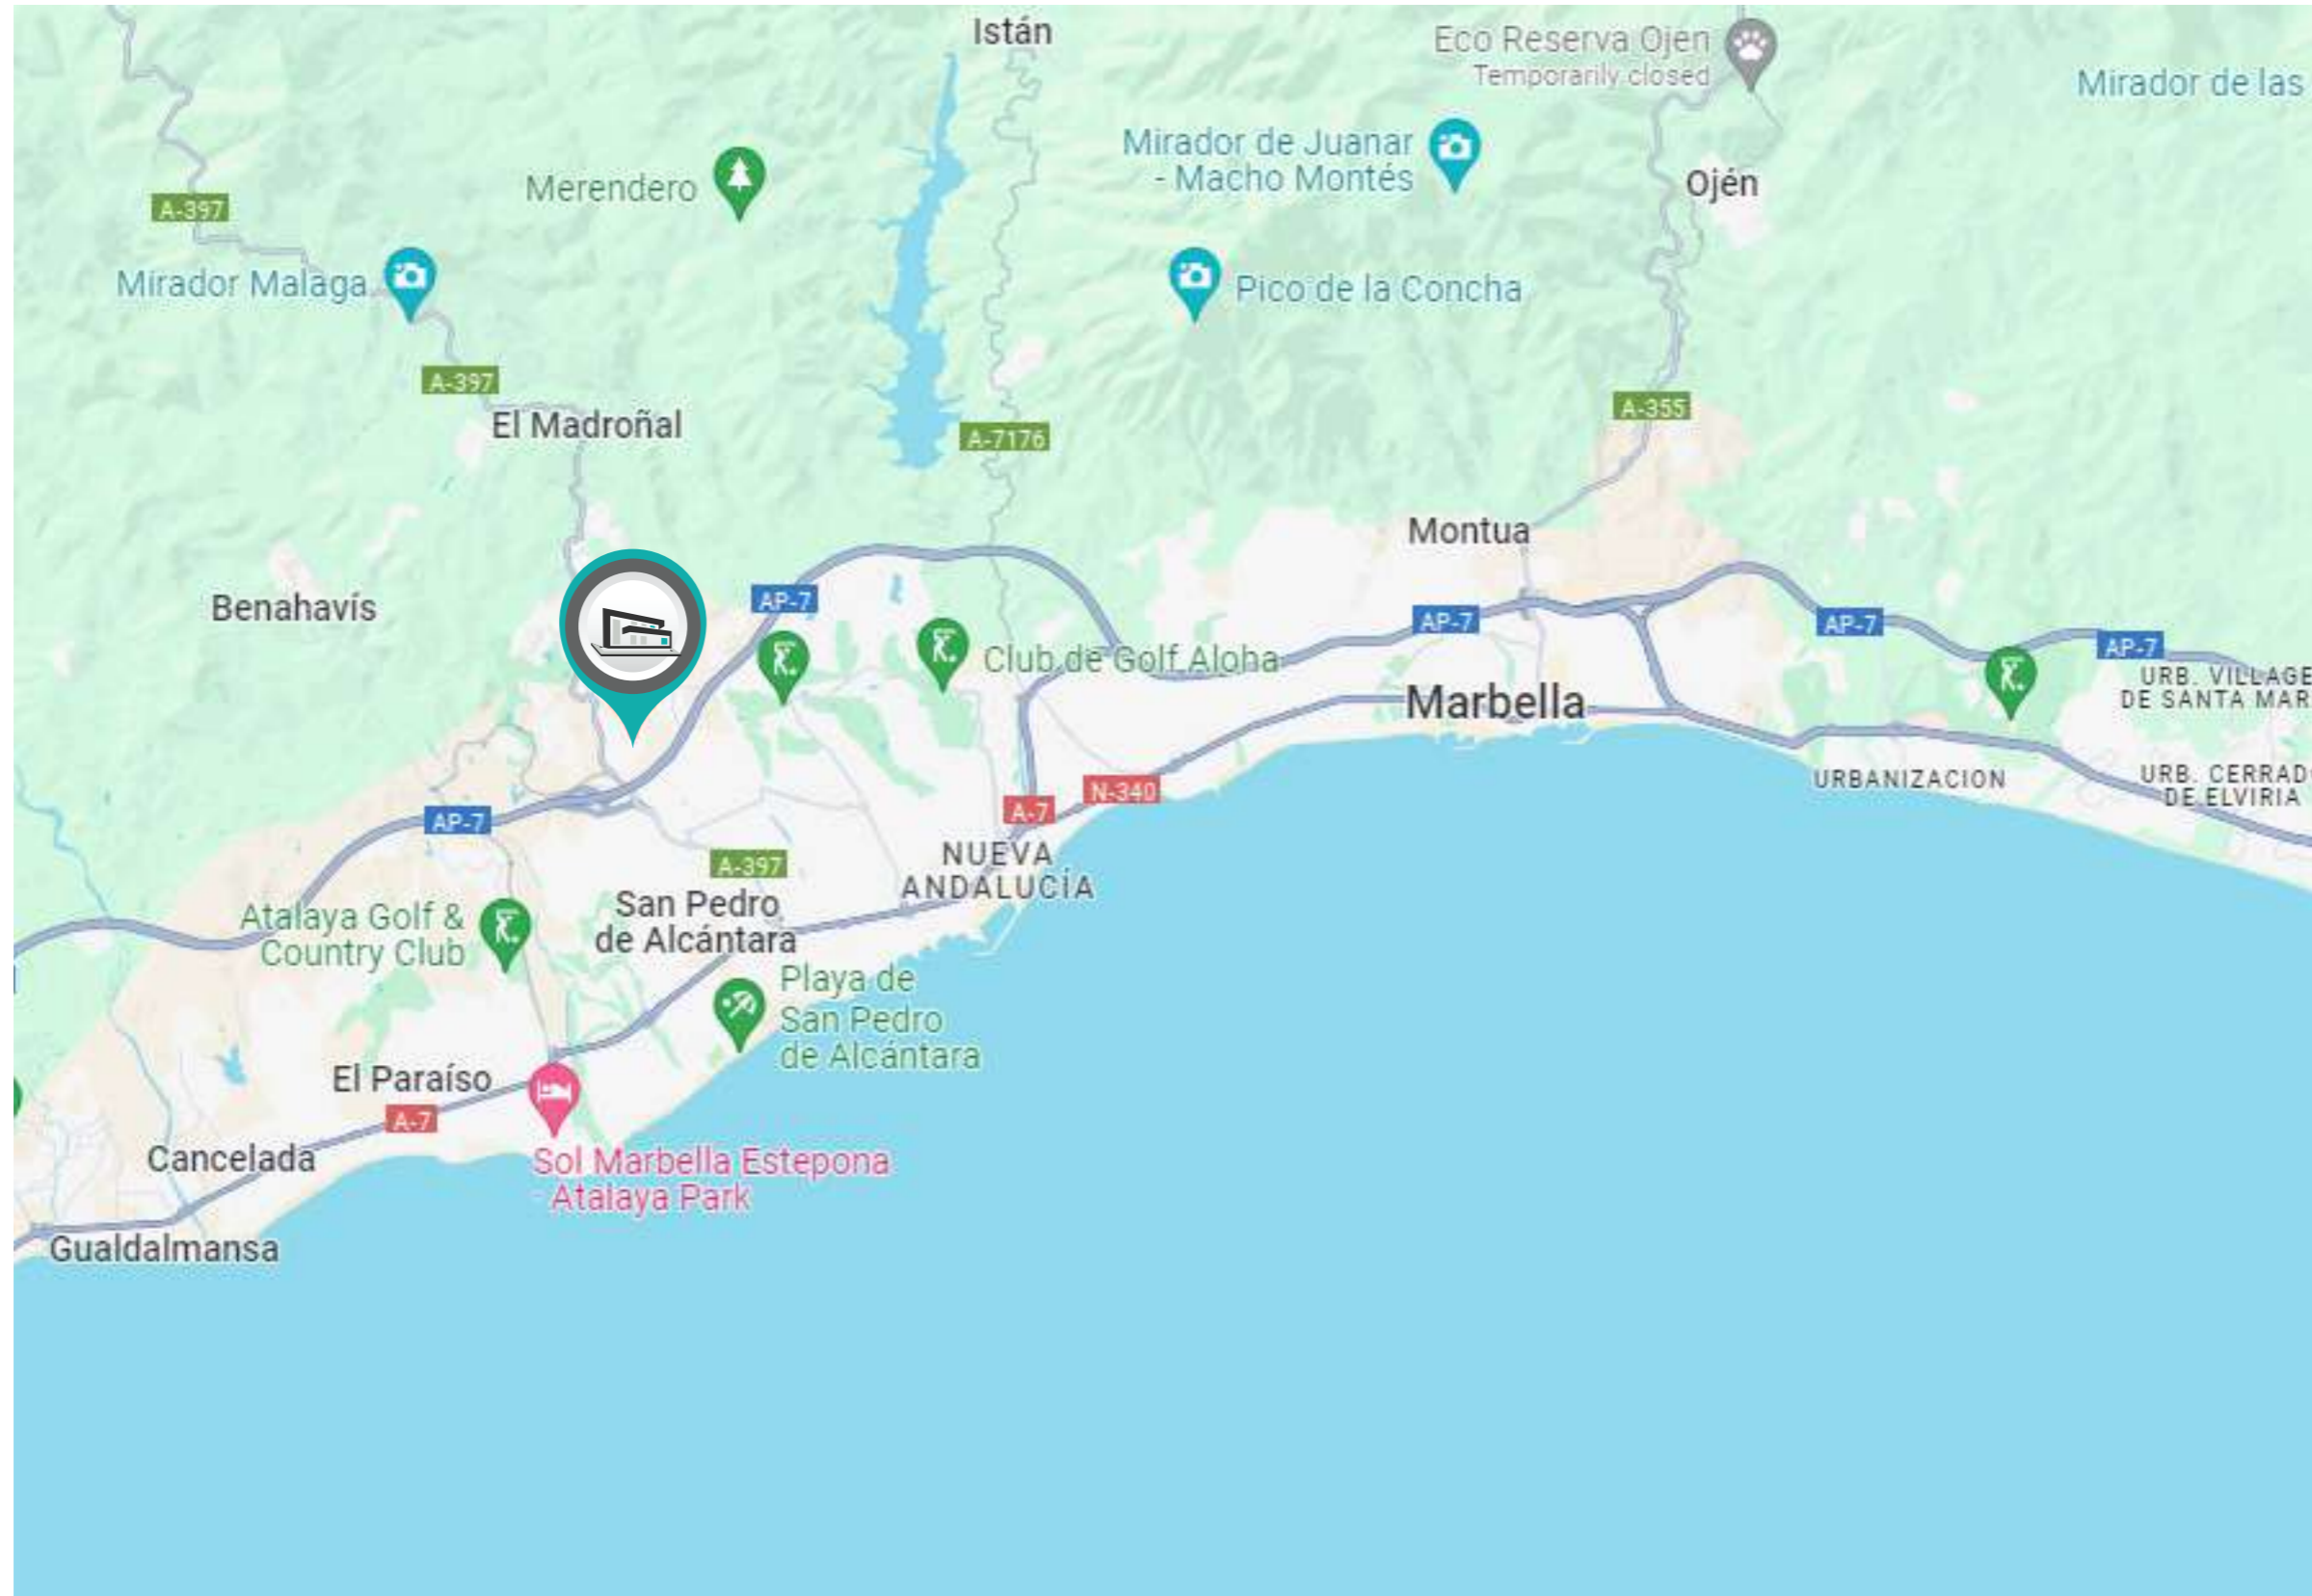 Istán
Eco Reserva Ojen
Temporarily closed
Mirador de las
Mirador de Juanar
- Macho Montés
Merendero
Ojén
A-397
Mirador Malaga
Pico de la Concha
A-397
A-355
El Madroñal
A-7176
Montua
Benahavís
AP-7
AP-7
AP-7
AP-7
Club de Golf Aloha
URB. VILLAGE
DE SANTA MAR
Marbella
URBANIZACION
URB. CERRAD
DE ELVIRIA
N-340
A-7
AP-7
NUEVA
ANDALUCÍA
A-397
San Pedro
de Alcántara
Atalaya Golf &
Country Club
Playa de
San Pedro
de Alcántara
El Paraíso
A-7
Cancelada
Sol Marbella Estepona
- Atalaya Park
Gualdalmansa